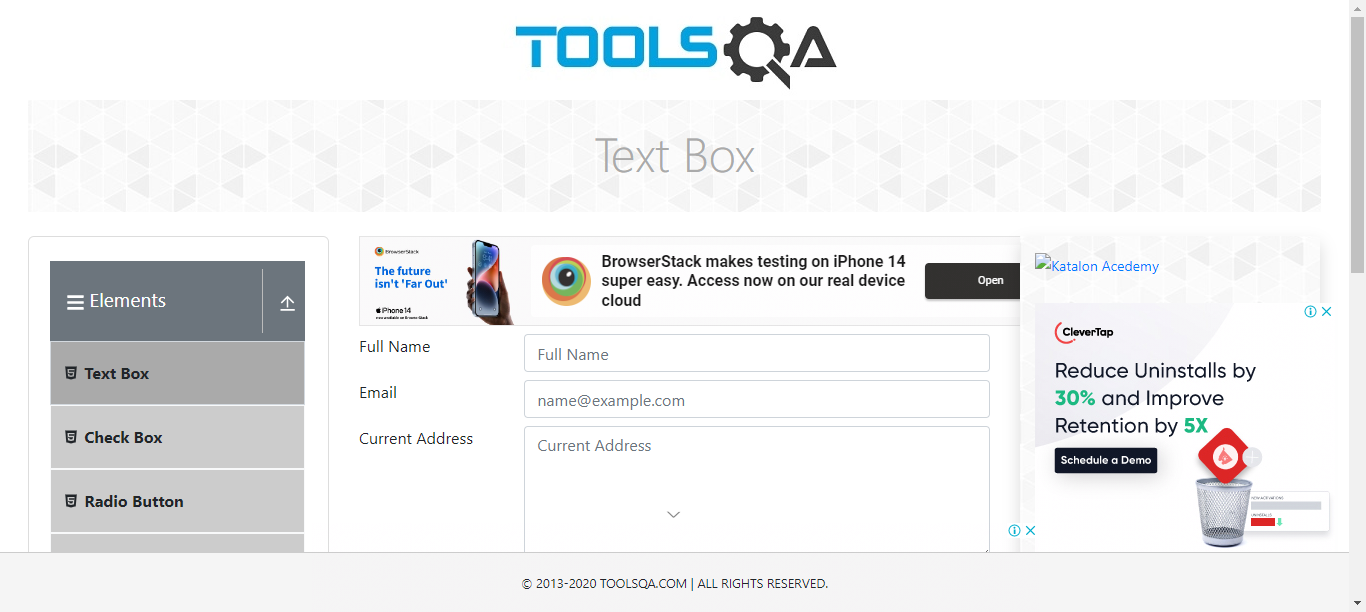 TOOLSQA
Text Box
Elements
Text Box
Check Box
Radio Button
BrowserStack
The future
isn't 'Far Out'
iPhone 14
now available on BrowserStack
BrowserStack makes testing on iPhone 14
super easy. Access now on our real device
cloud
Open
Full Name
Full Name
Email
name@example.com
Current Address
Current Address
Katalon Acedemy
CleverTap
Reduce Uninstalls by
30% and Improve
Retention by 5X
Schedule a Demo
NEW ACTIVATIONS
UNINSTALLS
© 2013-2020 TOOLSQA.COM | ALL RIGHTS RESERVED.